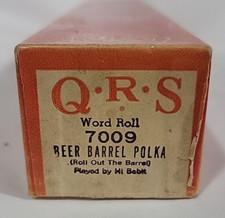 Q·R·S
Word Roll
7009
BEER BARREL POLKA
(Roll Out The Barrel)
Played by Hi Babit